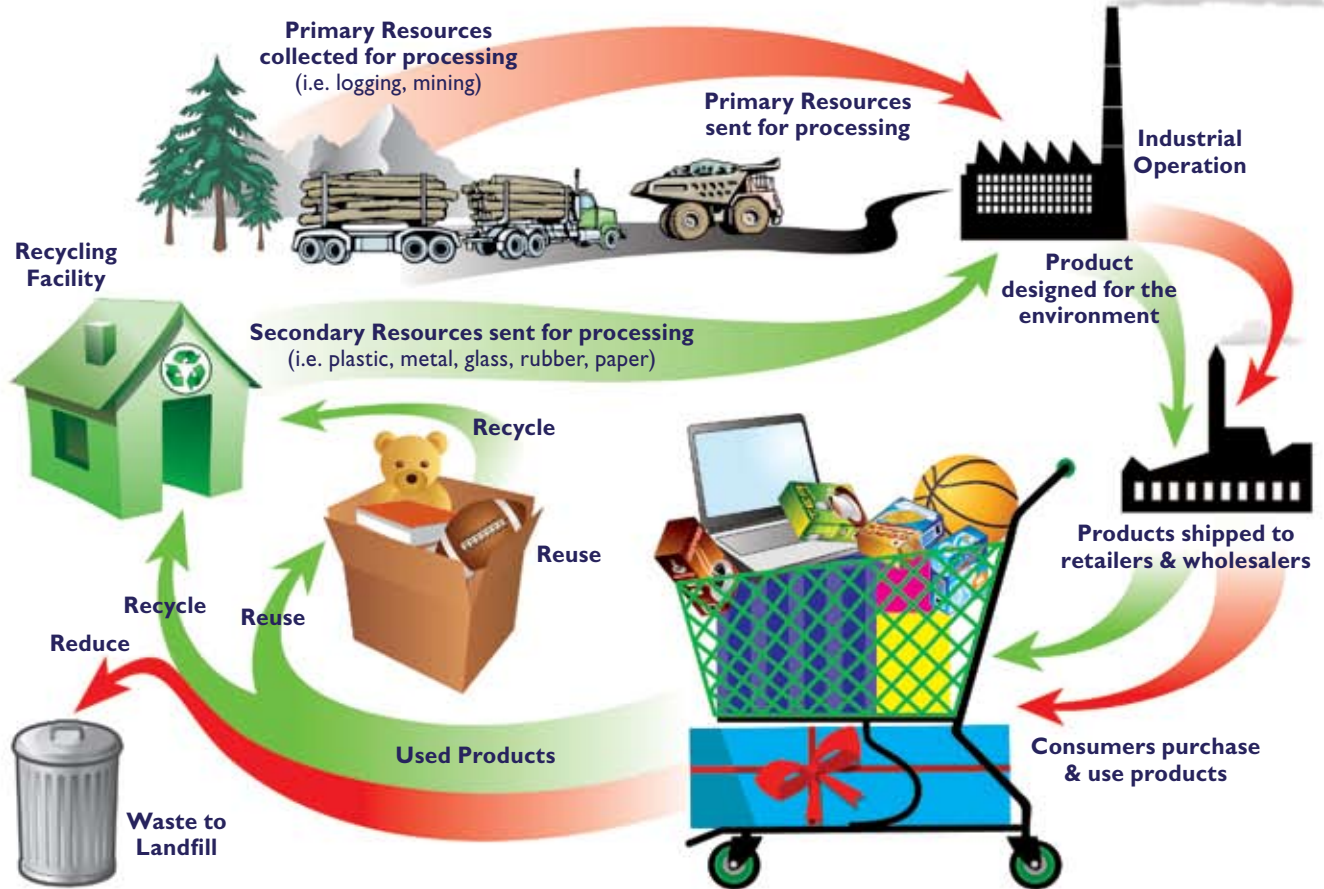 Primary Resources
collected for processing
(i.e. logging, mining)
Primary Resources
sent for processing
Industrial
Operation
Recycling
Facility
Product
designed for the
environment
Secondary Resources sent for processing
(i.e. plastic, metal, glass, rubber, paper)
Recycle
Products shipped to
retailers & wholesalers
Reuse
Recycle
Reuse
Reduce
Used Products
Consumers purchase
& use products
Waste to
Landfill